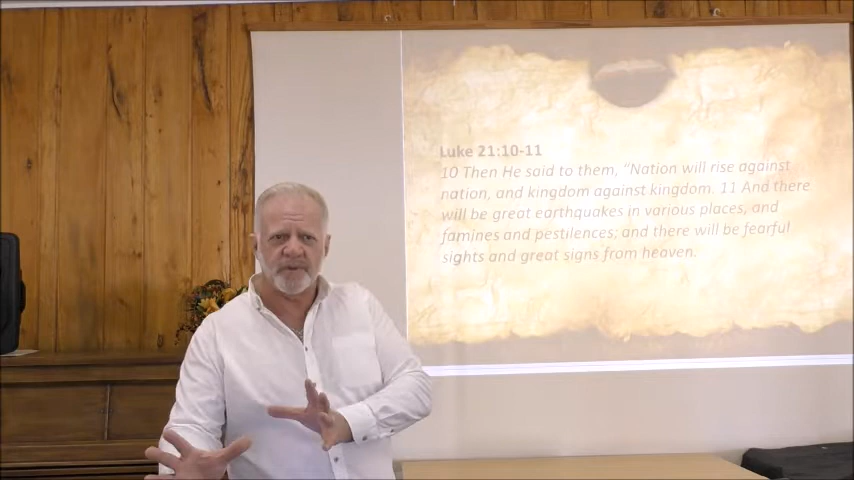 Luke 21:10-11
10 Then He said to them, “Nation will rise against
nation, and kingdom against kingdom. 11 And there
will be great earthquakes in various places, and
famines and pestilences; and there will be fearful
sights and great signs from heaven.